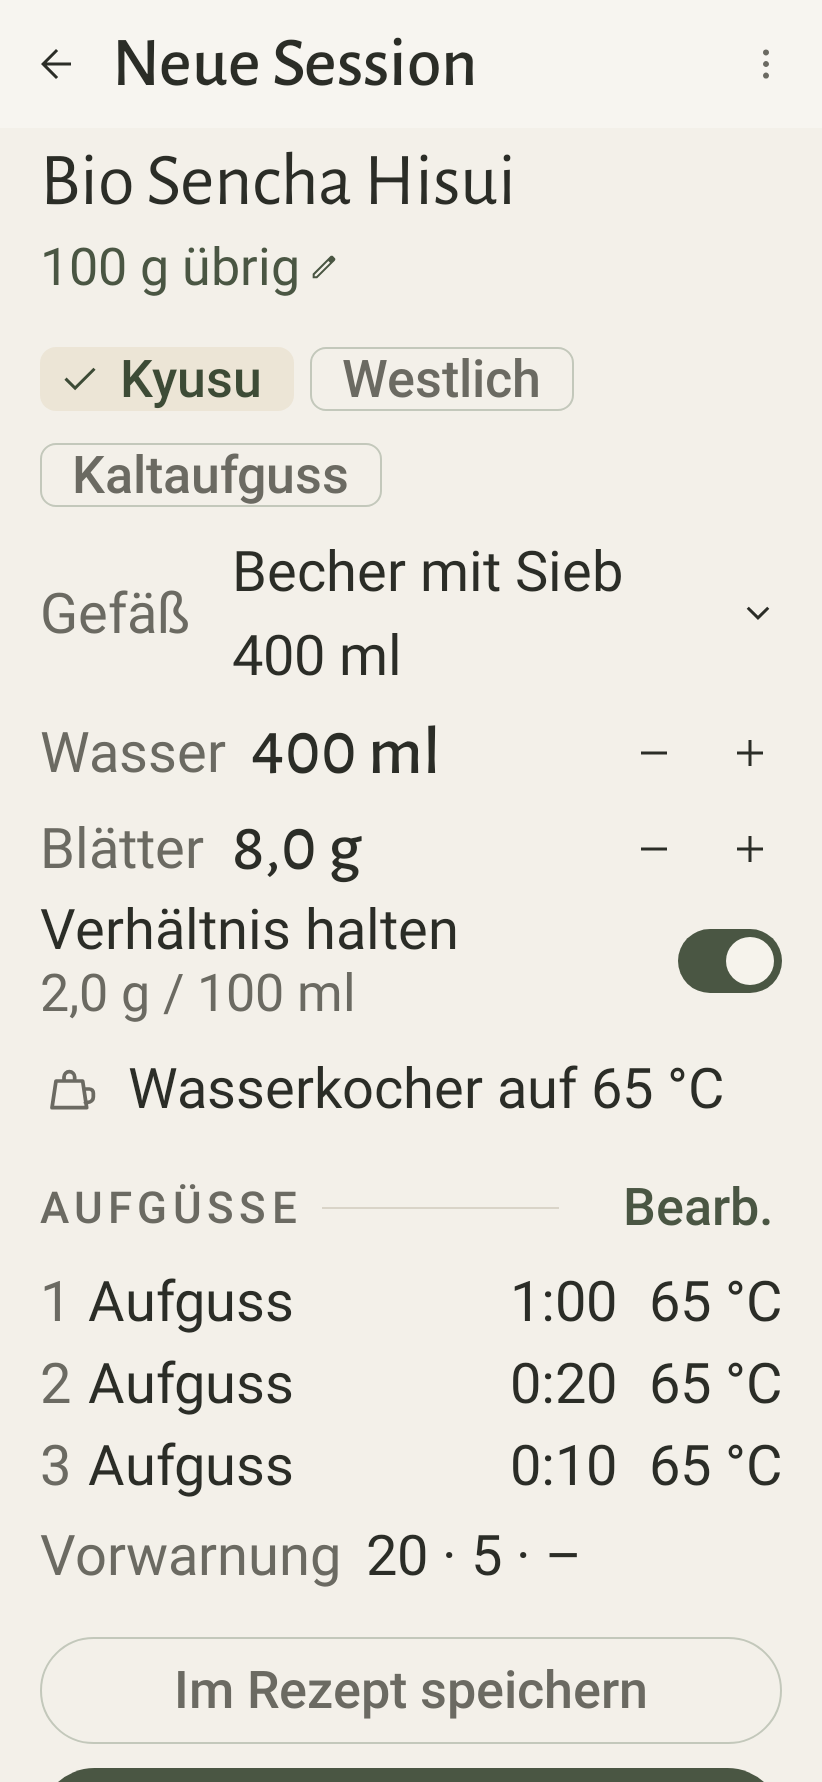 Neue Session
Bio Sencha Hisui
100 g übrig
Kyusu Westlich
Kaltaufguss
Gefäß Becher mit Sieb
400 ml
Wasser 400 ml − +
Blätter 8,0 g − +
Verhältnis halten
2,0 g / 100 ml
Wasserkocher auf 65 °C
AUFGÜSSE Bearb.
1 Aufguss 1:00 65 °C
2 Aufguss 0:20 65 °C
3 Aufguss 0:10 65 °C
Vorwarnung 20 · 5 · –
Im Rezept speichern